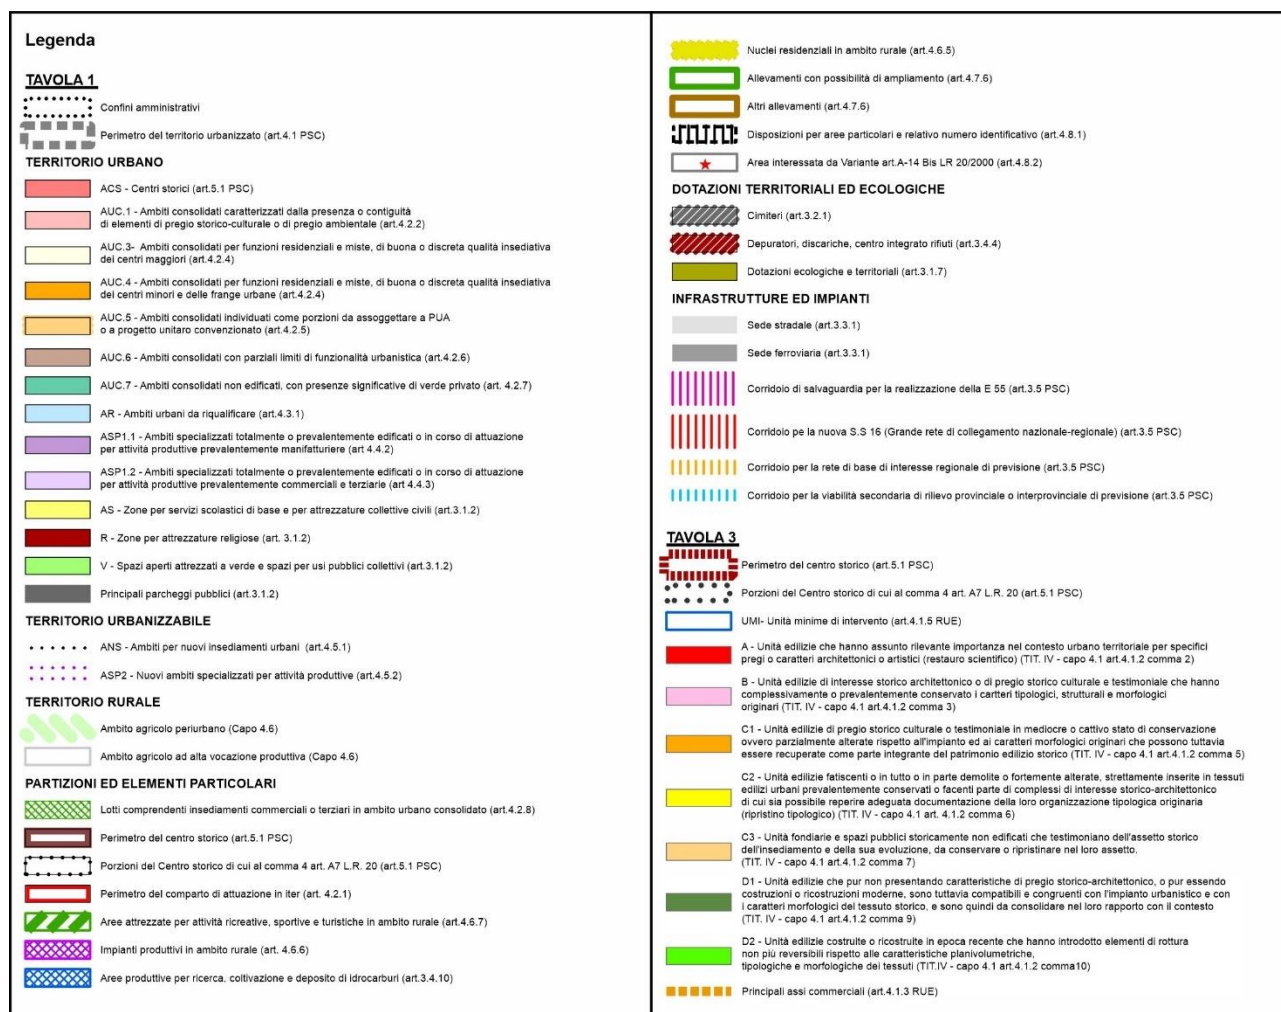 Legenda
TAVOLA 1
Confini amministrativi
Perimetro del territorio urbanizzato (art.4.1 PSC)
TERRITORIO URBANO
ACS - Centri storici (art.5.1 PSC)
AUC.1 - Ambiti consolidati caratterizzati dalla presenza o contiguità
di elementi di pregio storico-culturale o di pregio ambientale (art.4.2.2)
AUC.3- Ambiti consolidati per funzioni residenziali e miste, di buona o discreta qualità insediativa
dei centri maggiori (art.4.2.4)
AUC.4 - Ambiti consolidati per funzioni residenziali e miste, di buona o discreta qualità insediativa
dei centri minori e delle frange urbane (art.4.2.4)
AUC.5 - Ambiti consolidati individuati come porzioni da assoggettare a PUA
o a progetto unitario convenzionato (art.4.2.5)
AUC.6 - Ambiti consolidati con parziali limiti di funzionalità urbanistica (art.4.2.6)
AUC.7 - Ambiti consolidati non edificati, con presenze significative di verde privato (art. 4.2.7)
AR - Ambiti urbani da riqualificare (art.4.3.1)
ASP1.1 - Ambiti specializzati totalmente o prevalentemente edificati o in corso di attuazione
per attività produttive prevalentemente manifatturiere (art 4.4.2)
ASP1.2 - Ambiti specializzati totalmente o prevalentemente edificati o in corso di attuazione
per attività produttive prevalentemente commerciali e terziarie (art 4.4.3)
AS - Zone per servizi scolastici di base e per attrezzature collettive civili (art.3.1.2)
R - Zone per attrezzature religiose (art. 3.1.2)
V - Spazi aperti attrezzati a verde e spazi per usi pubblici collettivi (art.3.1.2)
Principali parcheggi pubblici (art.3.1.2)
TERRITORIO URBANIZZABILE
ANS - Ambiti per nuovi insediamenti urbani (art.4.5.1)
ASP2 - Nuovi ambiti specializzati per attività produttive (art.4.5.2)
TERRITORIO RURALE
Ambito agricolo periurbano (Capo 4.6)
Ambito agricolo ad alta vocazione produttiva (Capo 4.6)
PARTIZIONI ED ELEMENTI PARTICOLARI
Lotti comprendenti insediamenti commerciali o terziari in ambito urbano consolidato (art.4.2.8)
Perimetro del centro storico (art.5.1 PSC)
Porzioni del Centro storico di cui al comma 4 art. A7 L.R. 20 (art.5.1 PSC)
Perimetro del comparto di attuazione in iter (art. 4.2.1)
Aree attrezzate per attività ricreative, sportive e turistiche in ambito rurale (art.4.6.7)
Impianti produttivi in ambito rurale (art. 4.6.6)
Aree produttive per ricerca, coltivazione e deposito di idrocarburi (art.3.4.10)
Nuclei residenziali in ambito rurale (art.4.6.5)
Allevamenti con possibilità di ampliamento (art.4.7.6)
Altri allevamenti (art.4.7.6)
Disposizioni per aree particolari e relativo numero identificativo (art.4.8.1)
Area interessata da Variante art.A-14 Bis LR 20/2000 (art.4.8.2)
DOTAZIONI TERRITORIALI ED ECOLOGICHE
Cimiteri (art.3.2.1)
Depuratori, discariche, centro integrato rifiuti (art.3.4.4)
Dotazioni ecologiche e territoriali (art.3.1.7)
INFRASTRUTTURE ED IMPIANTI
Sede stradale (art.3.3.1)
Sede ferroviaria (art.3.3.1)
Corridoio di salvaguardia per la realizzazione della E 55 (art.3.5 PSC)
Corridoio pe la nuova S.S 16 (Grande rete di collegamento nazionale-regionale) (art.3.5 PSC)
Corridoio per la rete di base di interesse regionale di previsione (art.3.5 PSC)
Corridoio per la viabilità secondaria di rilievo provinciale o interprovinciale di previsione (art.3.5 PSC)
TAVOLA 3
Perimetro del centro storico (art.5.1 PSC)
Porzioni del Centro storico di cui al comma 4 art. A7 L.R. 20 (art.5.1 PSC)
UMI- Unità minime di intervento (art.4.1.5 RUE)
A - Unità edilizie che hanno assunto rilevante importanza nel contesto urbano territoriale per specifici
pregi o caratteri architettonici o artistici (restauro scientifico) (TIT. IV - capo 4.1 art.4.1.2 comma 2)
B - Unità edilizie di interesse storico architettonico o di pregio storico culturale e testimoniale che hanno
complessivamente o prevalentemente conservato i cartteri tipologici, strutturali e morfologici
originari (TIT. IV - capo 4.1 art.4.1.2 comma 3)
C1 - Unità edilizie di pregio storico culturale o testimoniale in mediocre o cattivo stato di conservazione
ovvero parzialmente alterate rispetto all'impianto ed ai caratteri morfologici originari che possono tuttavia
essere recuperate come parte integrante del patrimonio edilizio storico (TIT. IV - capo 4.1 art.4.1.2 comma 5)
C2 - Unità edilizie fatiscenti o in tutto o in parte demolite o fortemente alterate, strettamente inserite in tessuti
edilizi urbani prevalentemente conservati o facenti parte di complessi di interesse storico-architettonico
di cui sia possibile reperire adeguata documentazione della loro organizzazione tipologica originaria
(ripristino tipologico) (TIT. IV - capo 4.1 art. 4.1.2 comma 6)
C3 - Unità fondiarie e spazi pubblici storicamente non edificati che testimoniano dell'assetto storico
dell'insediamento e della sua evoluzione, da conservare o ripristinare nel loro assetto.
(TIT. IV - capo 4.1 art.4.1.2 comma 7)
D1 - Unità edilizie che pur non presentando caratteristiche di pregio storico-architettonico, o pur essendo
costruzioni o ricostruzioni moderne, sono tuttavia compatibili e congruenti con l'impianto urbanistico e con
i caratteri morfologici del tessuto storico, e sono quindi da consolidare nel loro rapporto con il contesto
(TIT. IV - capo 4.1 art.4.1.2 comma 9)
D2 - Unità edilizie costruite o ricostruite in epoca recente che hanno introdotto elementi di rottura
non più reversibili rispetto alle caratteristiche planivolumetriche,
tipologiche e morfologiche dei tessuti (TIT.IV - capo 4.1 art.4.1.2 comma10)
Principali assi commerciali (art.4.1.3 RUE)